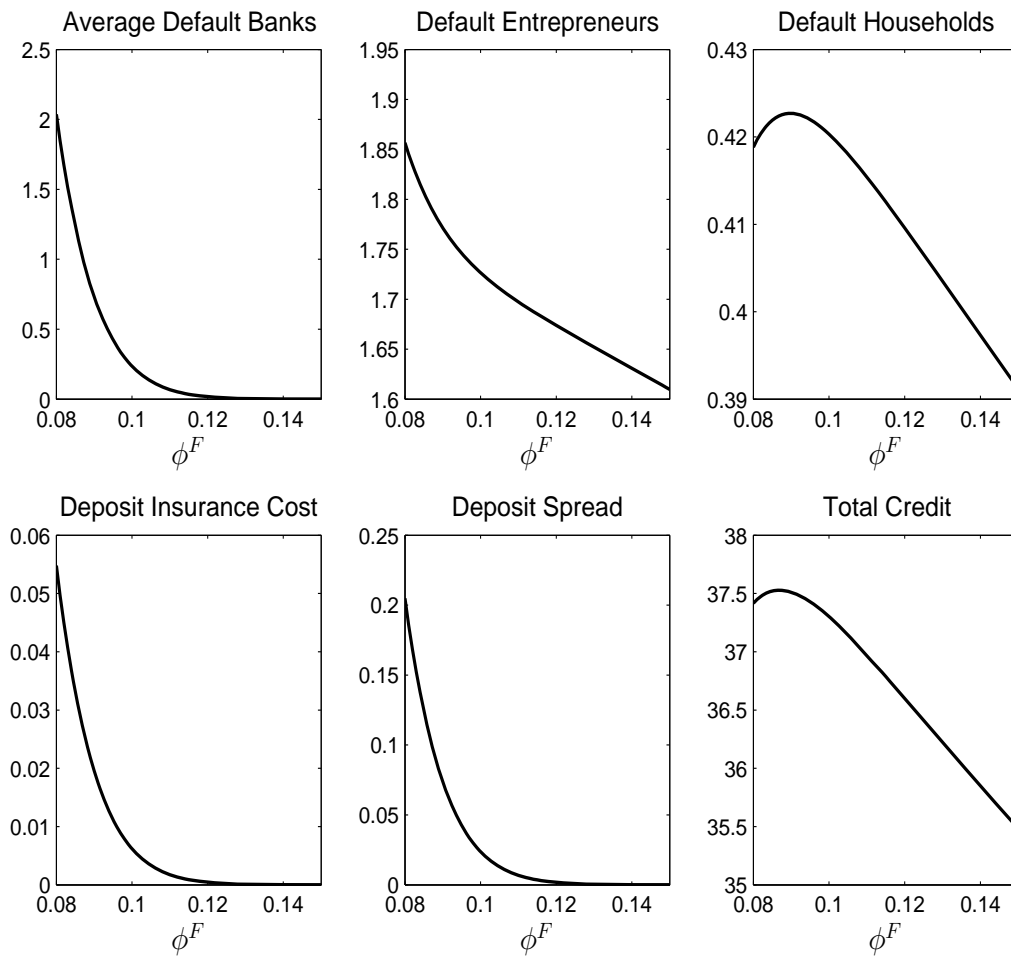 Average Default Banks
2.5
2
1.5
1
0.5
0
0.08 0.1 0.12 0.14
ϕ^F
Default Entrepreneurs
1.95
1.9
1.85
1.8
1.75
1.7
1.65
1.6
0.08 0.1 0.12 0.14
ϕ^F
Default Households
0.43
0.42
0.41
0.4
0.39
0.08 0.1 0.12 0.14
ϕ^F
Deposit Insurance Cost
0.06
0.05
0.04
0.03
0.02
0.01
0
0.08 0.1 0.12 0.14
ϕ^F
Deposit Spread
0.25
0.2
0.15
0.1
0.05
0
0.08 0.1 0.12 0.14
ϕ^F
Total Credit
38
37.5
37
36.5
36
35.5
35
0.08 0.1 0.12 0.14
ϕ^F